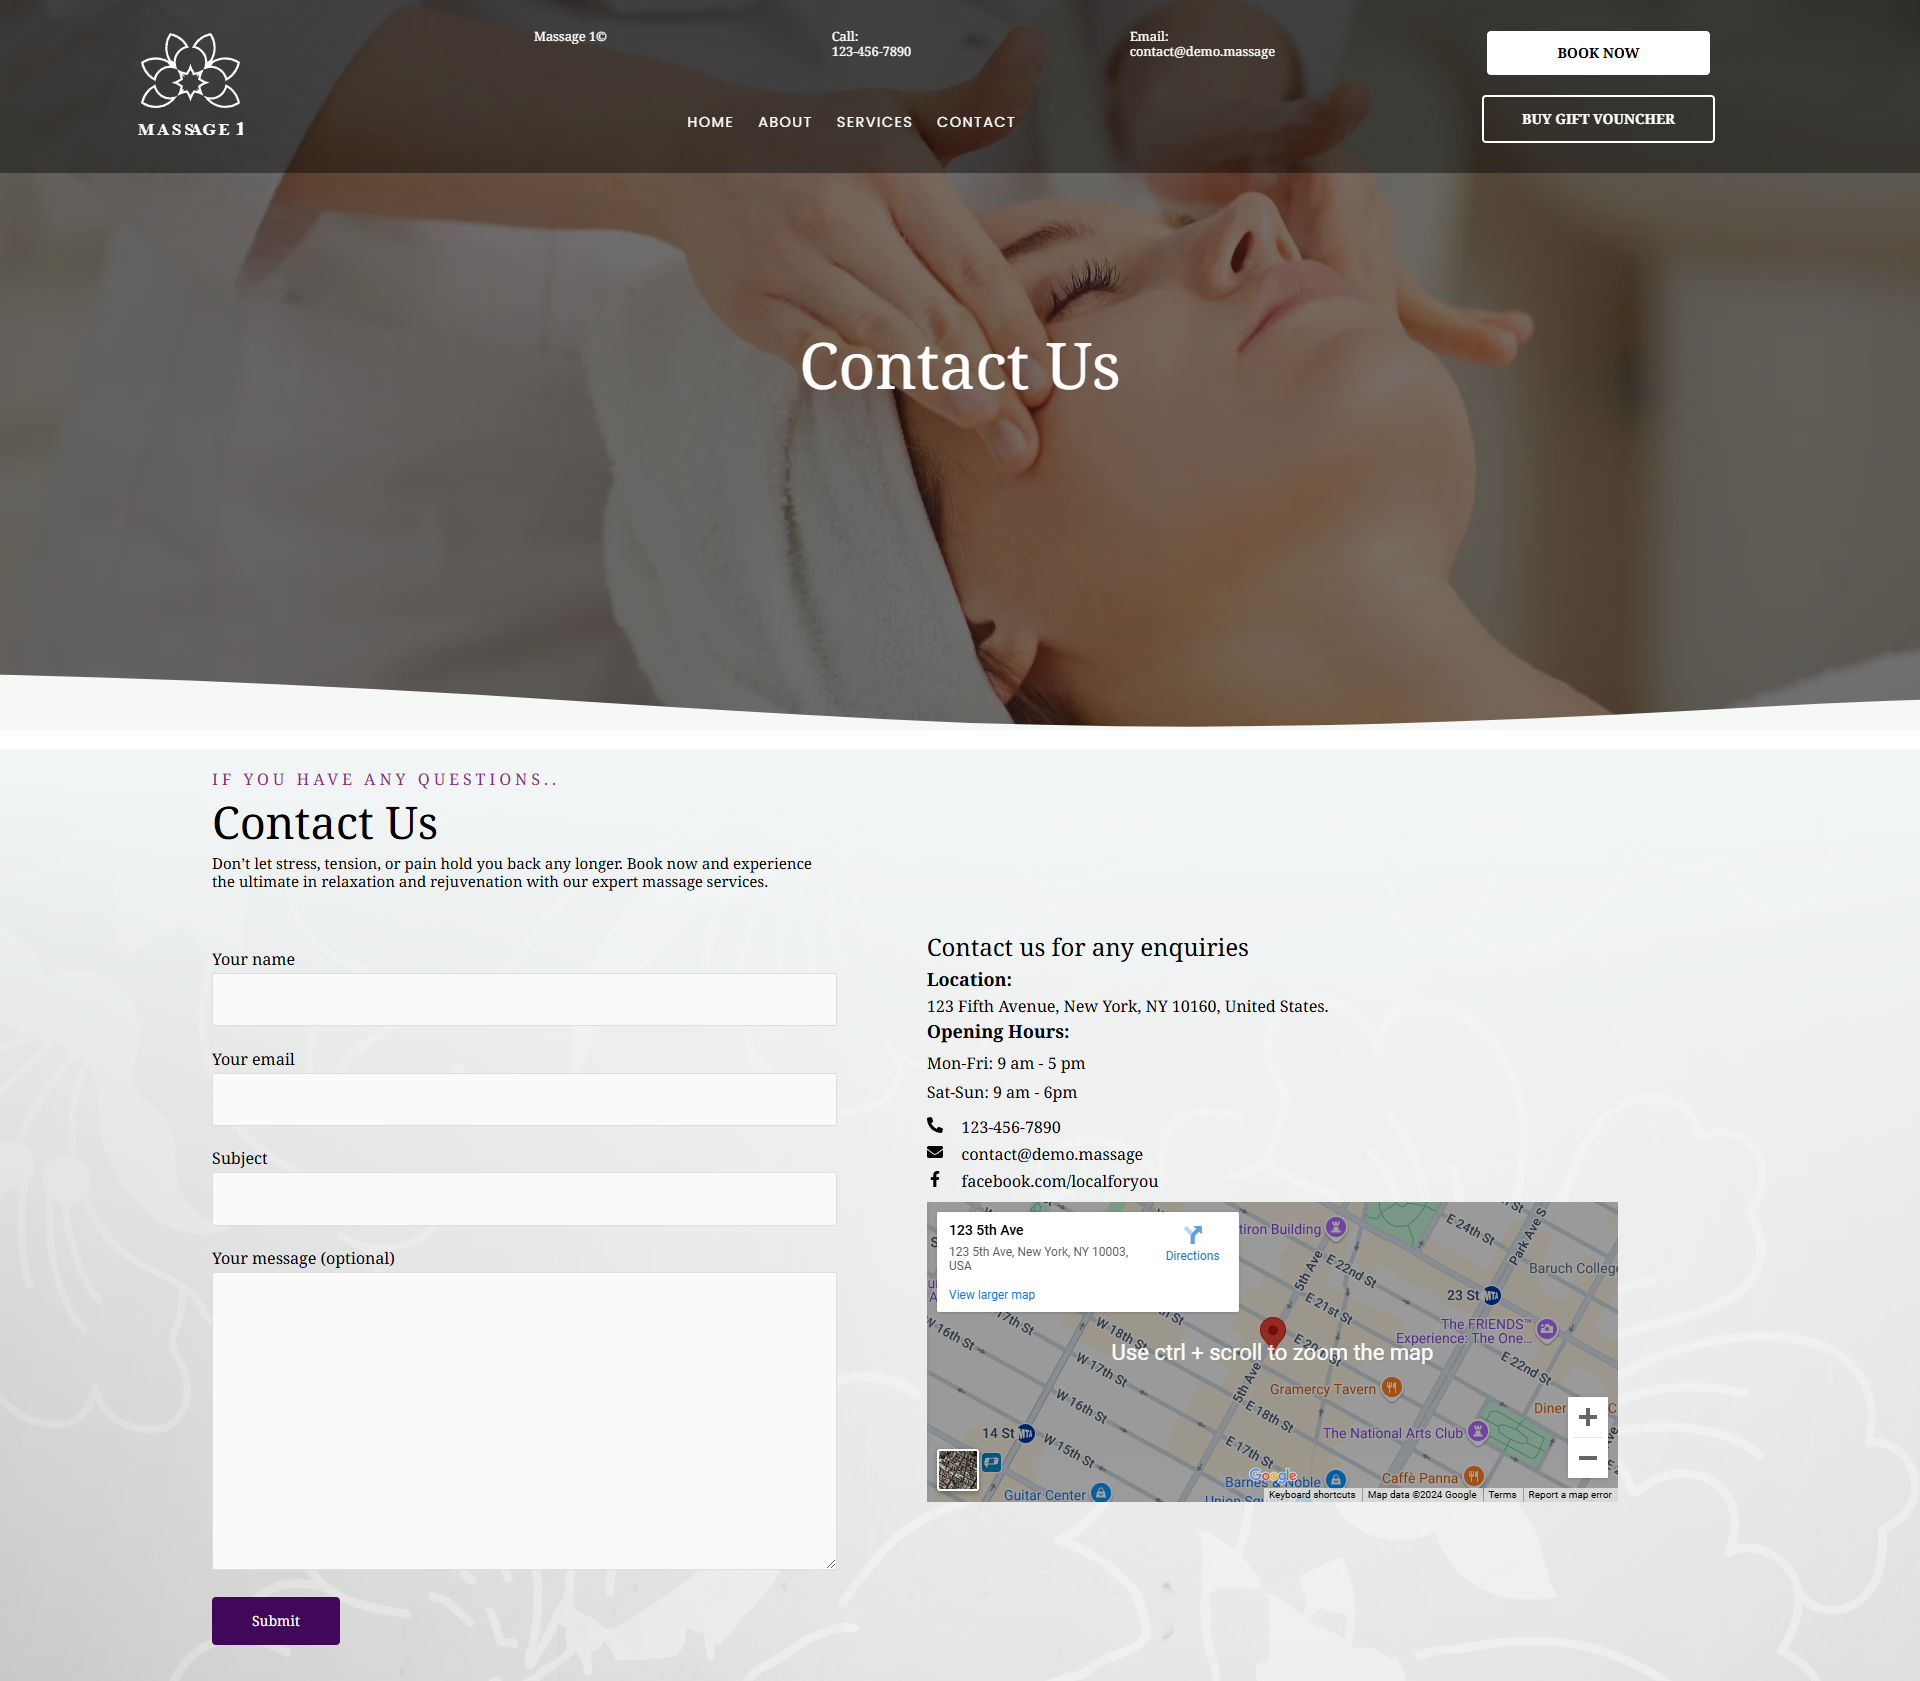 MASSAGE 1
Massage 1©
Call:
123-456-7890
Email:
contact@demo.massage
BOOK NOW
BUY GIFT VOUNCHER
HOME ABOUT SERVICES CONTACT
Contact Us
IF YOU HAVE ANY QUESTIONS..
Contact Us
Don’t let stress, tension, or pain hold you back any longer. Book now and experience
the ultimate in relaxation and rejuvenation with our expert massage services.
Your name
Your email
Subject
Your message (optional)
Submit
Contact us for any enquiries
Location:
123 Fifth Avenue, New York, NY 10160, United States.
Opening Hours:
Mon-Fri: 9 am - 5 pm
Sat-Sun: 9 am - 6pm
123-456-7890
contact@demo.massage
facebook.com/localforyou
123 5th Ave
123 5th Ave, New York, NY 10003,
USA
Directions
View larger map
tiron Building
E 24th St
Park Ave S
5th Ave
E 22nd St
Baruch College
23 St
MTA
E 21st St
The FRIENDS™
Experience: The One...
E 20th St
E 22nd St
W 16th St
17th St
W 18th St
W 17th St
Use ctrl + scroll to zoom the map
5th Ave
Gramercy Tavern
W 16th St
E 18th St
Diner
The National Arts Club
14 St
MTA
W 15th St
E 17th St
Google
Barnes & Noble
Caffè Panna
Guitar Center
Keyboard shortcuts
Map data ©2024 Google
Terms
Report a map error